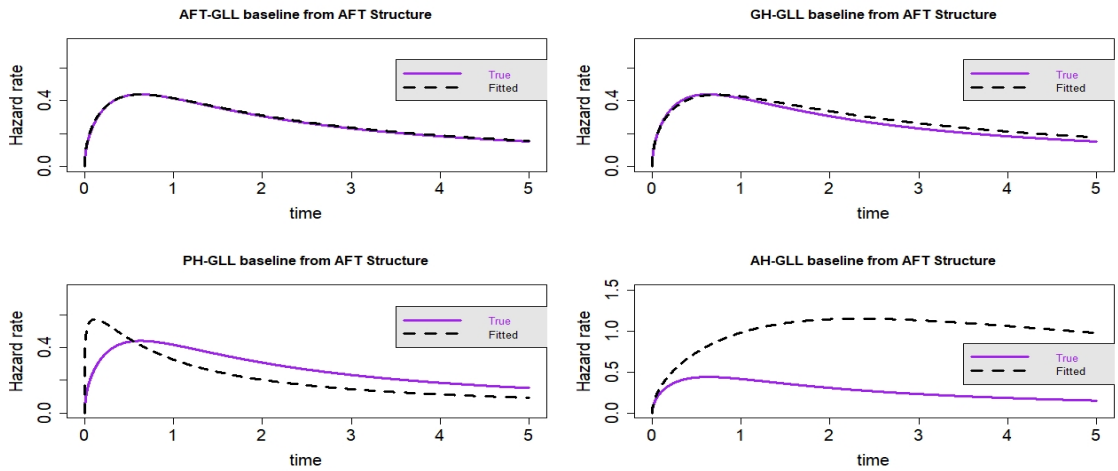 AFT-GLL baseline from AFT Structure
Hazard rate
0.0 0.4
True
Fitted
0 1 2 3 4 5
time
GH-GLL baseline from AFT Structure
Hazard rate
0.0 0.4
True
Fitted
0 1 2 3 4 5
time
PH-GLL baseline from AFT Structure
Hazard rate
0.0 0.4
True
Fitted
0 1 2 3 4 5
time
AH-GLL baseline from AFT Structure
Hazard rate
0.0 0.5 1.0 1.5
True
Fitted
0 1 2 3 4 5
time